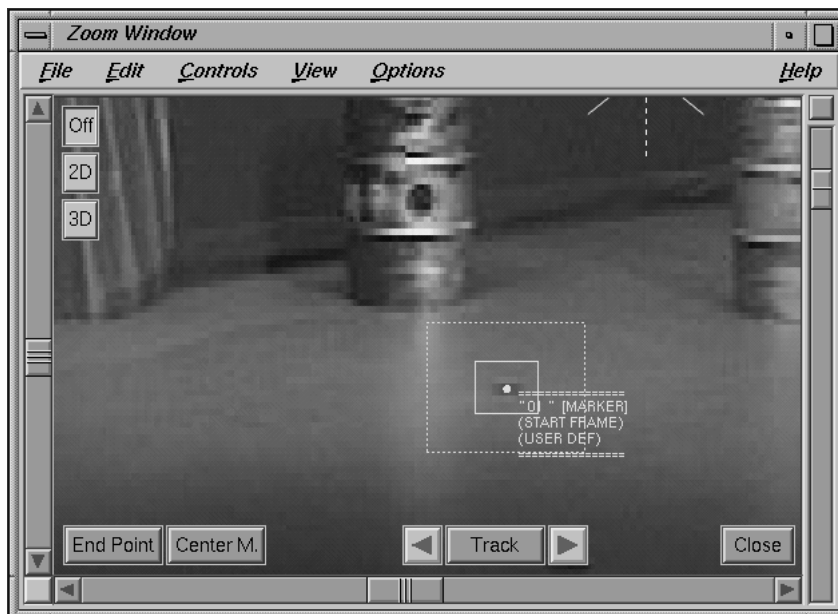 Zoom Window
File Edit Controls View Options Help
Off
2D
3D
================
"01 " [MARKER]
(START FRAME)
(USER DEF)
================
End Point Center M. Track Close